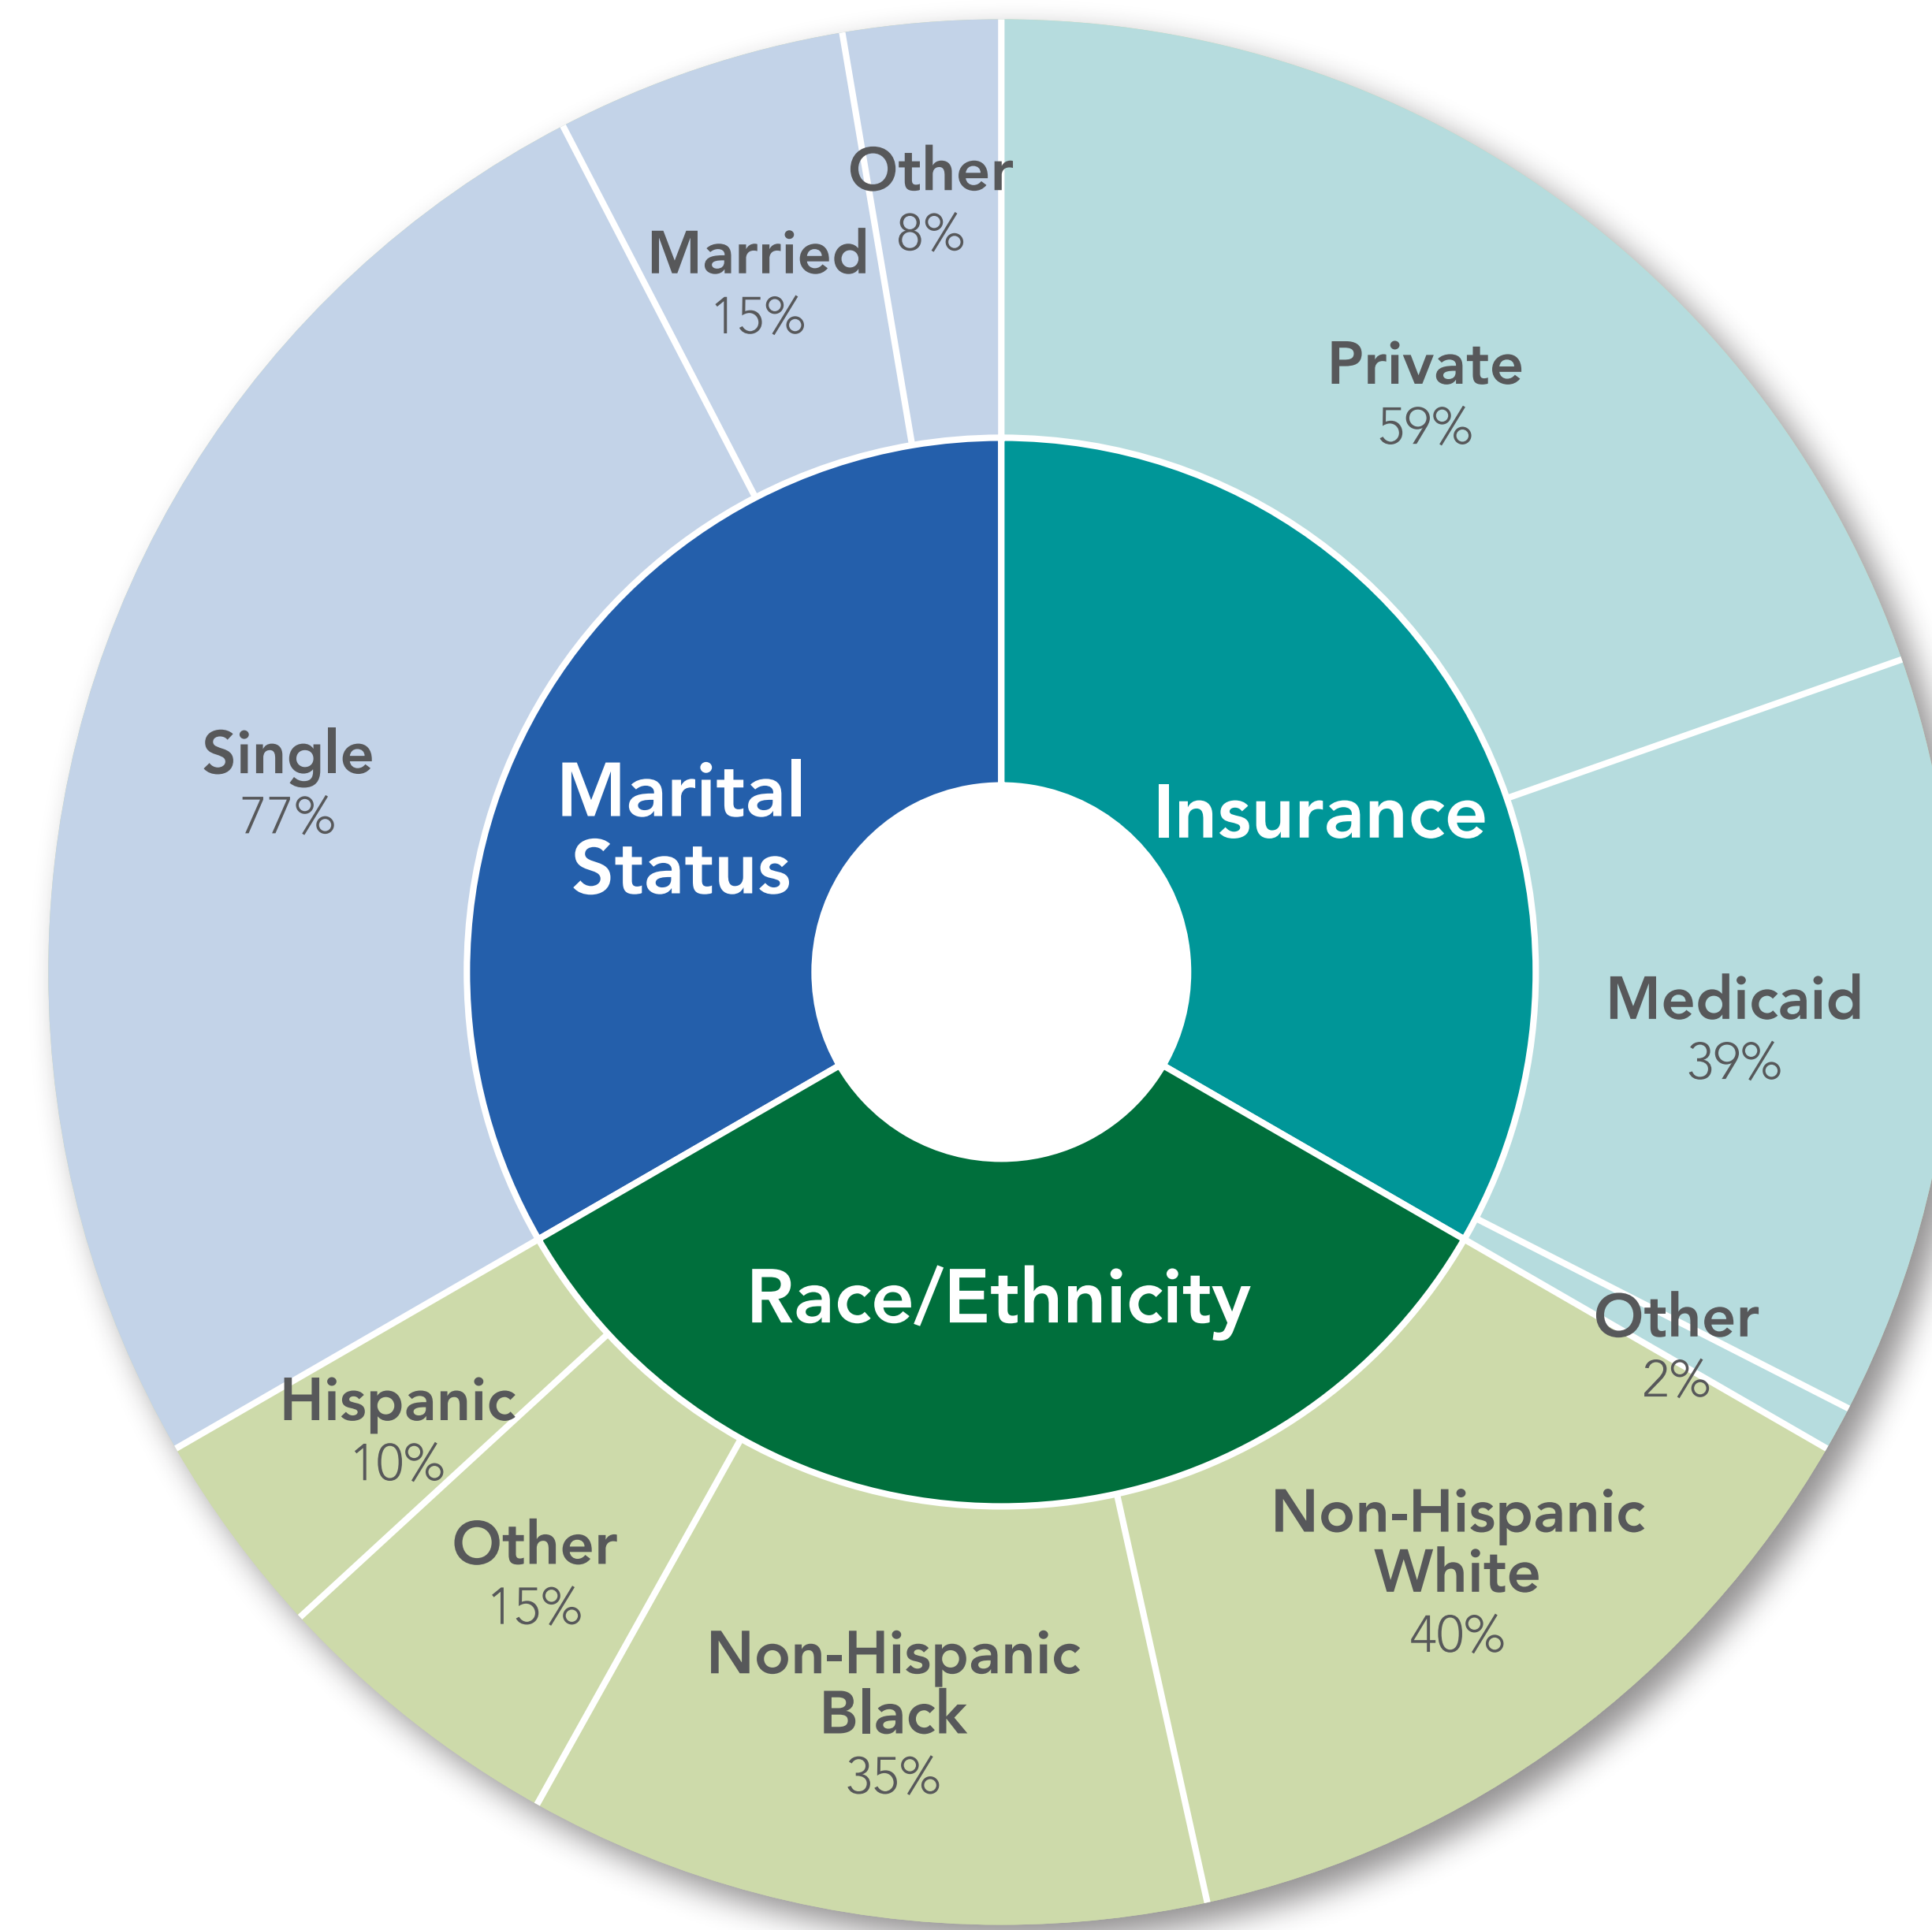 Other
8%
Married
15%
Private
59%
Single
77%
Marital
Status
Insurance
Medicaid
39%
Race/Ethnicity
Other
2%
Hispanic
10%
Other
15%
Non-Hispanic
White
40%
Non-Hispanic
Black
35%